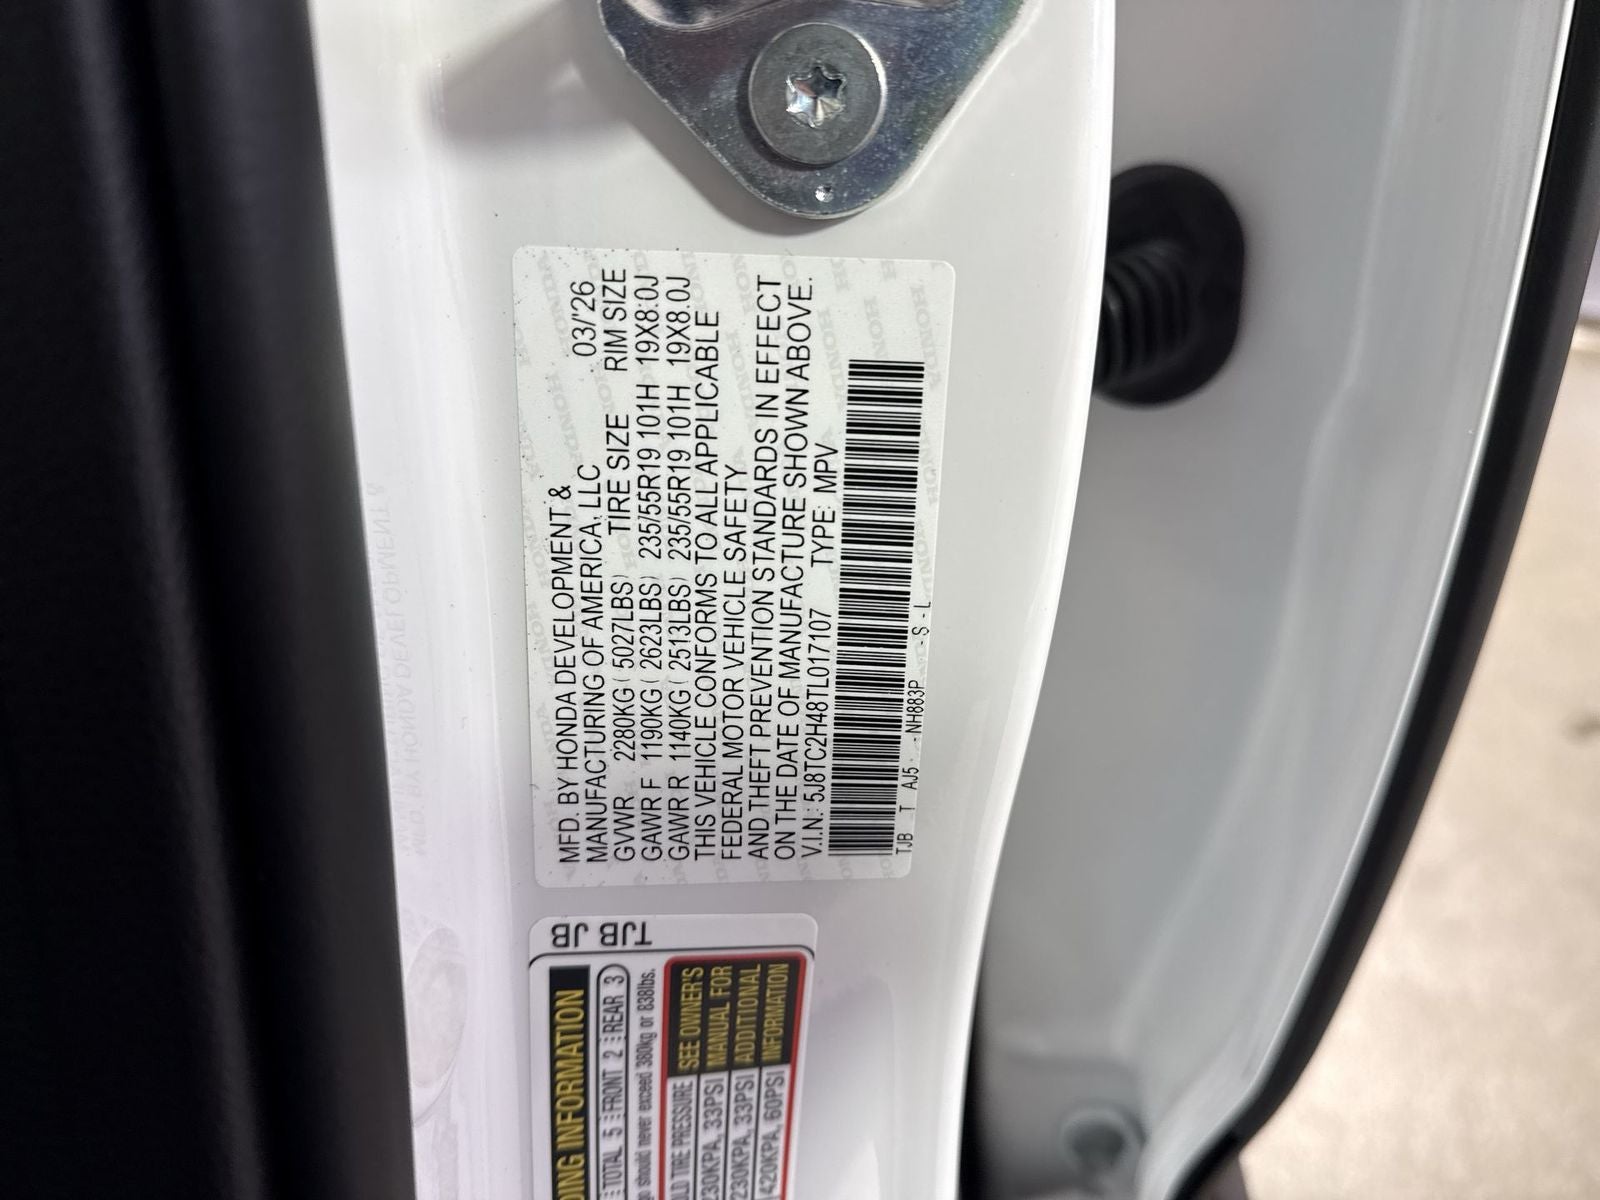 MFD. BY HONDA DEVELOPMENT &
MANUFACTURING OF AMERICA, LLC 03/'26
GVWR 2280KG (5027LBS) TIRE SIZE RIM SIZE
GAWR F 1190KG (2623LBS) 235/55R19 101H 19X8.0J
GAWR R 1140KG (2513LBS) 235/55R19 101H 19X8.0J
THIS VEHICLE CONFORMS TO ALL APPLICABLE
FEDERAL MOTOR VEHICLE SAFETY
AND THEFT PREVENTION STANDARDS IN EFFECT
ON THE DATE OF MANUFACTURE SHOWN ABOVE.
V.I.N.: 5J8TC2H48TL017107 TYPE: MPV
TJB T AJ5- -NH883P - S - L
TJB JB
INFORMATION
TOTAL 5 FRONT 2 REAR 3
should never exceed 380kg or 838lbs.
TIRE PRESSURE
230KPA, 33PSI
230KPA, 33PSI
420KPA, 60PSI
SEE OWNER'S
MANUAL FOR
ADDITIONAL
INFORMATION